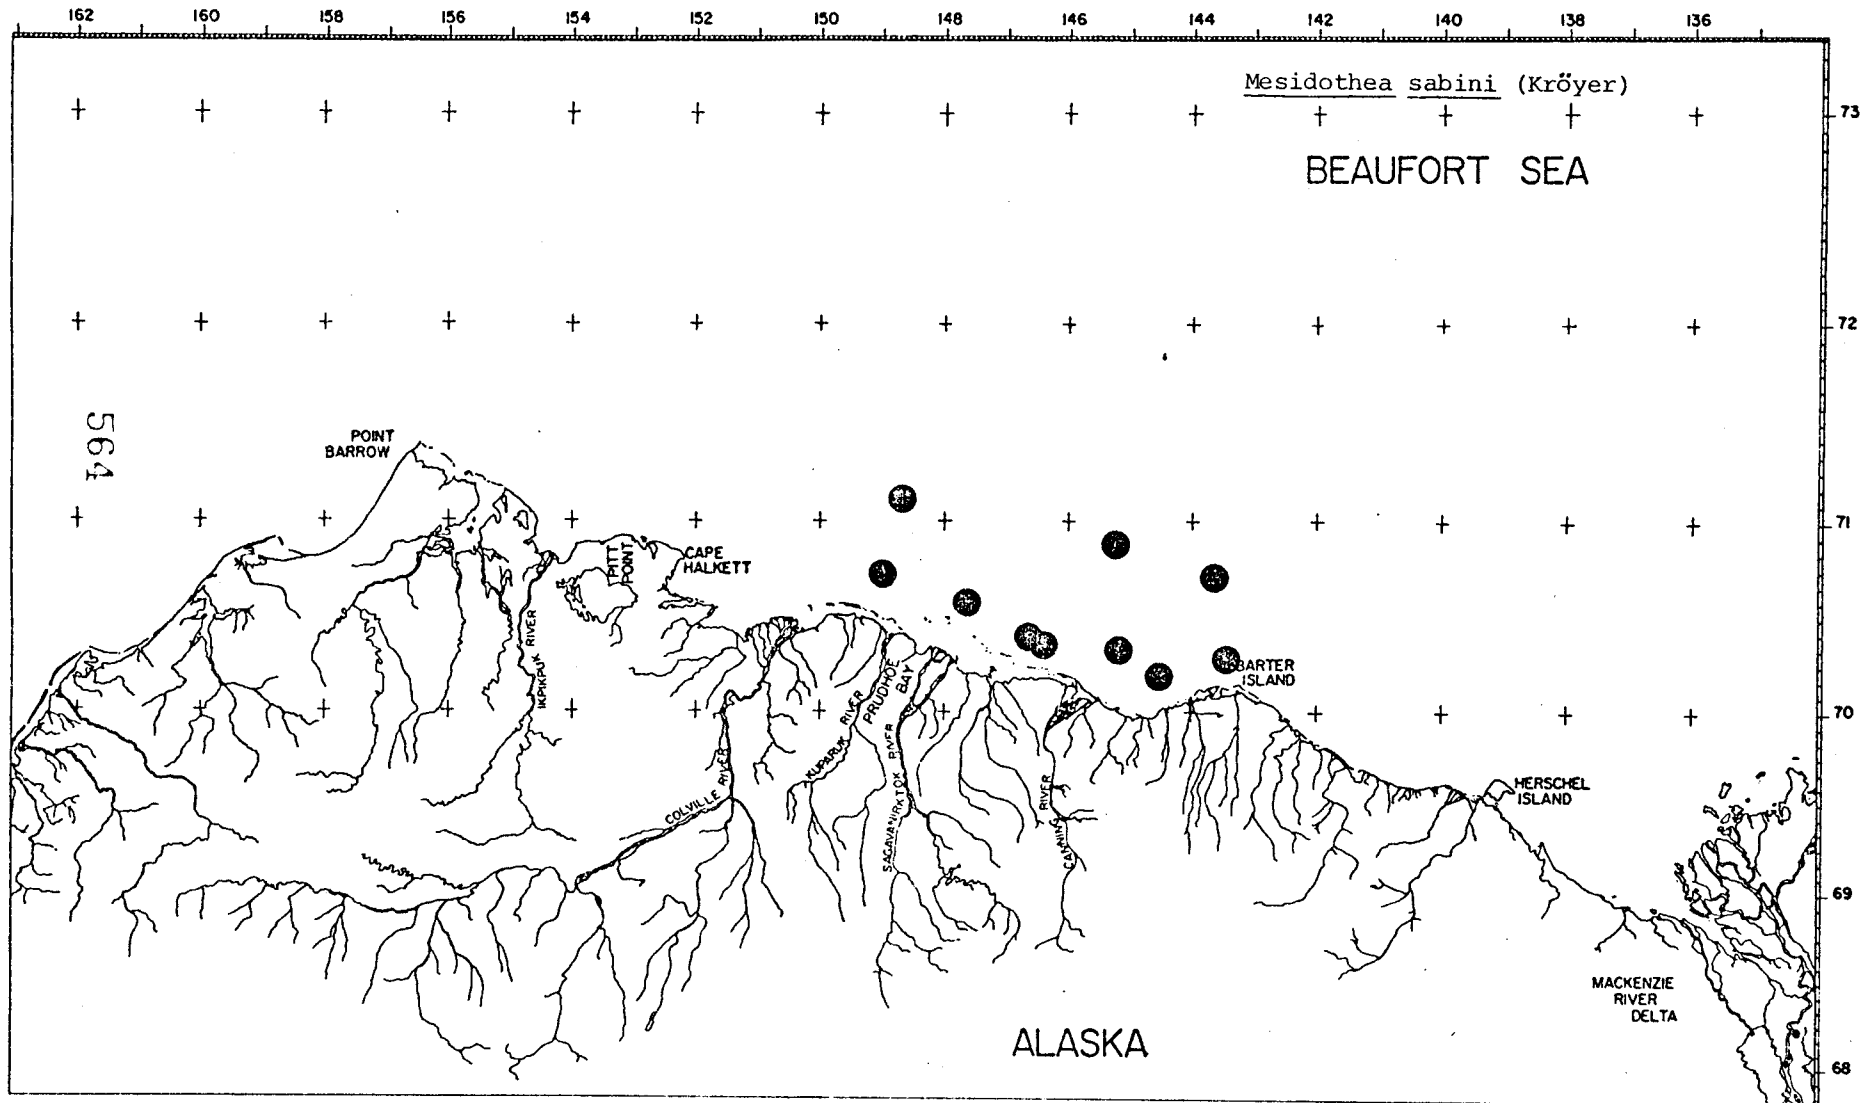 162 160 158 156 154 152 150 148 146 144 142 140 138 136
Mesidothea sabini (Kröyer)
73
BEAUFORT SEA
72
564
POINT
BARROW
71
PITT
POINT
CAPE
HALKETT
IKPIKPUK RIVER
BARTER
ISLAND
PRUDHOE
BAY
70
KUPARUK RIVER
COLVILLE RIVER
SAGAVANIRKTOK RIVER
CANNING RIVER
HERSCHEL
ISLAND
69
MACKENZIE
RIVER
DELTA
ALASKA
68